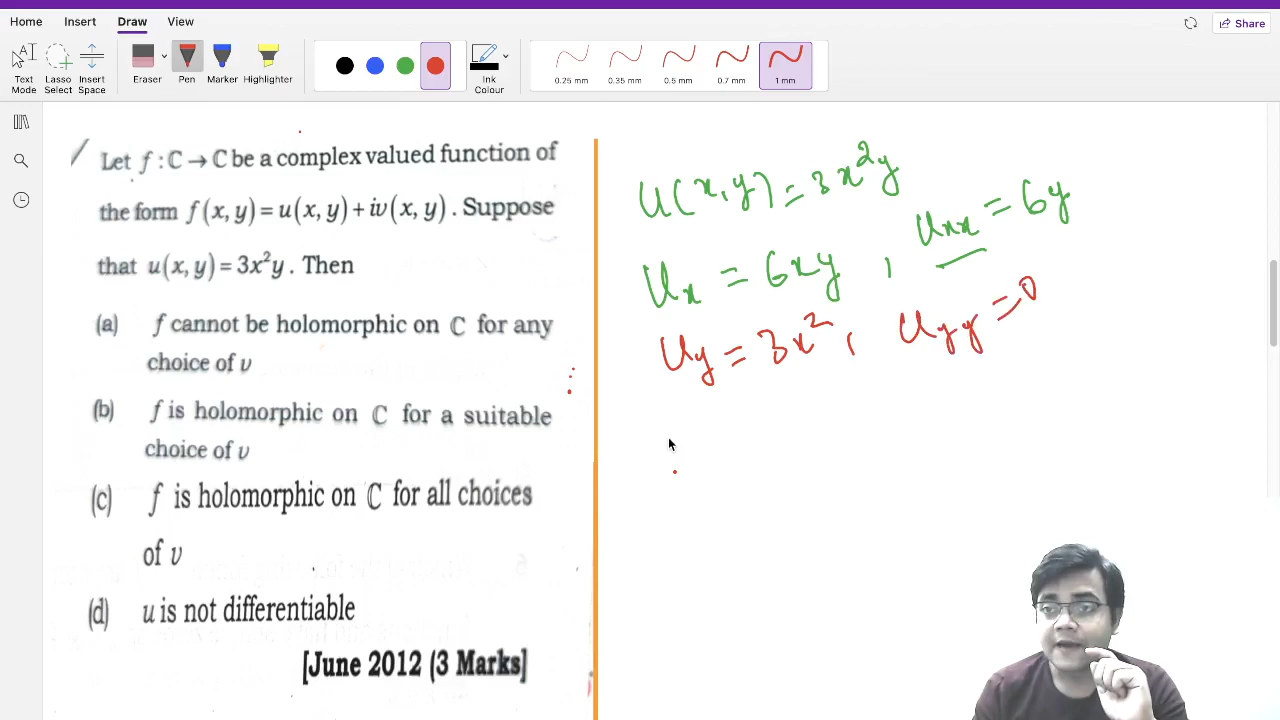 Home Insert Draw View Share
Text Mode Lasso Select Insert Space Eraser Pen Marker Highlighter Ink Colour 0.25 mm 0.35 mm 0.5 mm 0.7 mm 1 mm
Let f : ℂ → ℂ be a complex valued function of
the form f(x, y) = u(x, y) + iv(x, y). Suppose
that u(x, y) = 3x²y. Then
(a) f cannot be holomorphic on ℂ for any
choice of v
(b) f is holomorphic on ℂ for a suitable
choice of v
(c) f is holomorphic on ℂ for all choices
of v
(d) u is not differentiable
[June 2012 (3 Marks]
u(x, y) = 3x²y
u_x = 6xy, u_xx = 6y
u_y = 3x², u_yy = 0